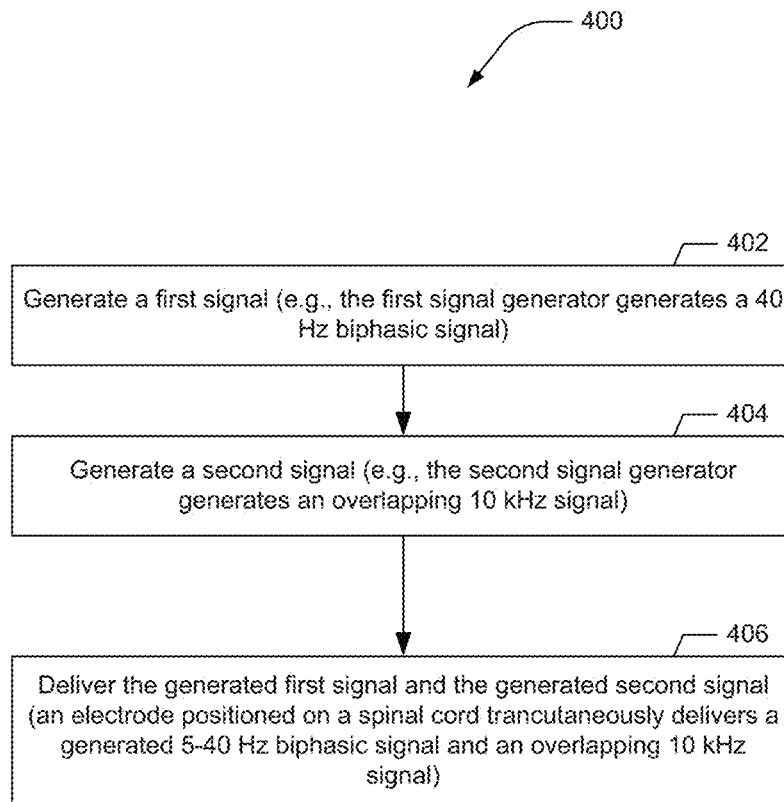 400
402
Generate a first signal (e.g., the first signal generator generates a 40
Hz biphasic signal)
404
Generate a second signal (e.g., the second signal generator
generates an overlapping 10 kHz signal)
406
Deliver the generated first signal and the generated second signal
(an electrode positioned on a spinal cord trancutaneously delivers a
generated 5-40 Hz biphasic signal and an overlapping 10 kHz
signal)